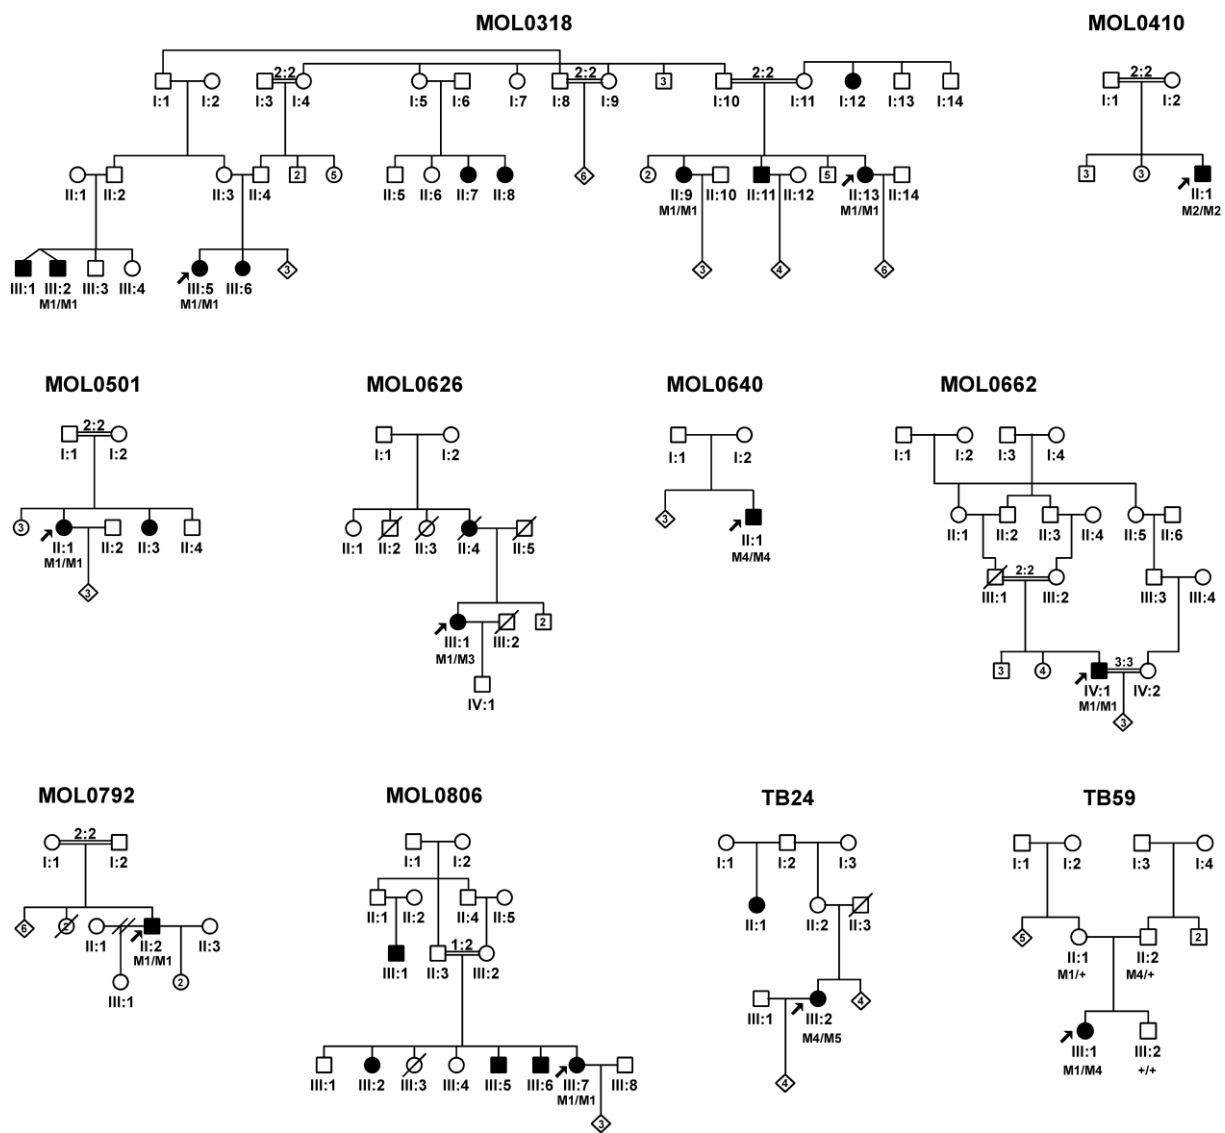 MOL0318 MOL0410
2:2 2:2 2:2 2:2
3
I:1 I:2 I:3 I:4 I:5 I:6 I:7 I:8 I:9 I:10 I:11 I:12 I:13 I:14 I:1 I:2
2 5 6 2 5 3 3
II:1 II:2 II:3 II:4 II:5 II:6 II:7 II:8 II:9 II:10 II:11 II:12 II:13 II:14 II:1
M1/M1 M1/M1 M2/M2
3 3 4 6
III:1 III:2 III:3 III:4 III:5 III:6
M1/M1 M1/M1
MOL0501 MOL0626 MOL0640 MOL0662
2:2
I:1 I:2 I:1 I:2 I:1 I:2 I:1 I:2 I:3 I:4
3 3
II:1 II:2 II:3 II:4 II:1 II:2 II:3 II:4 II:5 II:1 II:1 II:2 II:3 II:4 II:5 II:6
M1/M1 M4/M4
3 2:2
III:1 III:2 III:3 III:4
2
III:1 III:2
M1/M3
3 4 3:3
IV:1 IV:1 IV:2
M1/M1
3
MOL0792 MOL0806 TB24 TB59
2:2
I:1 I:2 I:1 I:2 I:1 I:2 I:3 I:1 I:2 I:3 I:4
II:1 II:2 II:4 II:5 II:1 II:2 II:3
6 2 5 2
II:1 II:2 II:3 III:1 II:3 1:2 III:2 II:1 II:2
M1/M1 M1/+ M4/+
2
III:1
4
III:1 III:2
M4/M5
III:1 III:2 III:3 III:4 III:5 III:6 III:7 III:8 III:1 III:2
M1/M1 M1/M4 +/+
3 4